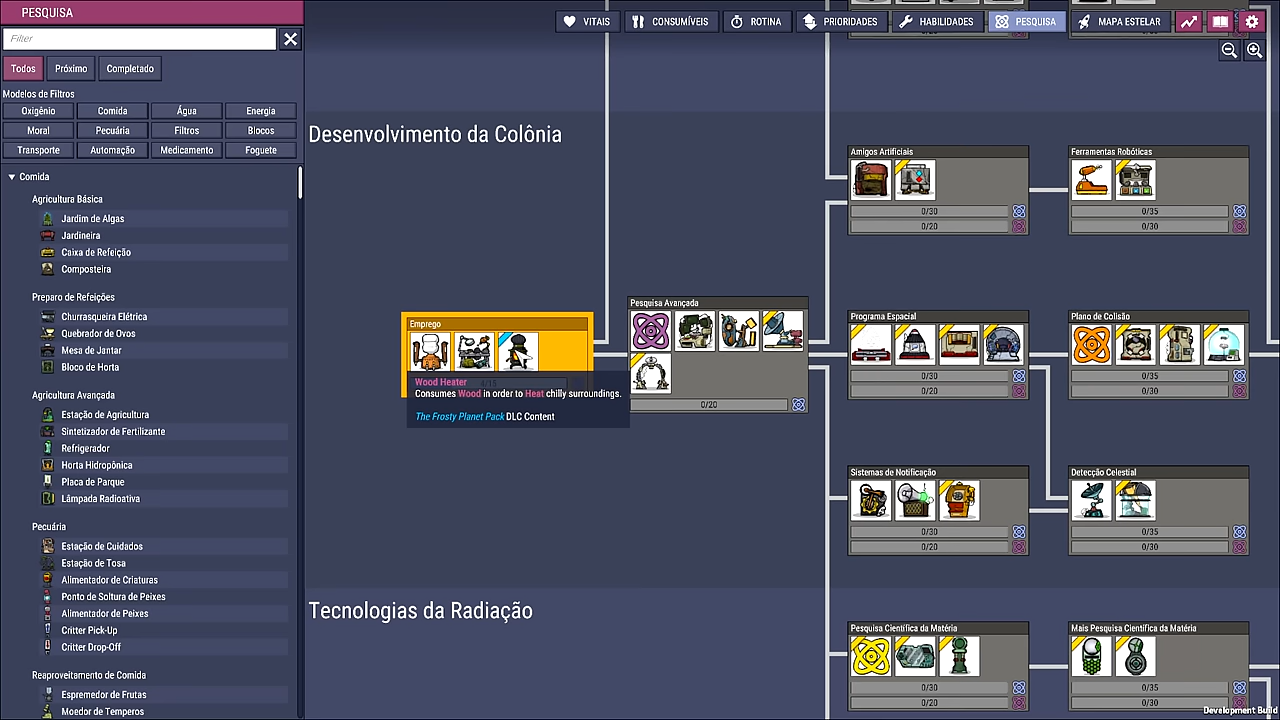 PESQUISA
VITAIS
CONSUMÍVEIS
ROTINA
PRIORIDADES
HABILIDADES
PESQUISA
MAPA ESTELAR
Filter
Todos
Próximo
Completado
Modelos de Filtros
Oxigênio
Comida
Água
Energia
Moral
Pecuária
Filtros
Blocos
Transporte
Automação
Medicamento
Foguete
Comida
Agricultura Básica
Jardim de Algas
Jardineira
Caixa de Refeição
Composteira
Preparo de Refeições
Churrasqueira Elétrica
Quebrador de Ovos
Mesa de Jantar
Bloco de Horta
Agricultura Avançada
Estação de Agricultura
Sintetizador de Fertilizante
Refrigerador
Horta Hidropônica
Placa de Parque
Lâmpada Radioativa
Pecuária
Estação de Cuidados
Estação de Tosa
Alimentador de Criaturas
Ponto de Soltura de Peixes
Alimentador de Peixes
Critter Pick-Up
Critter Drop-Off
Reaproveitamento de Comida
Espremedor de Frutas
Moedor de Temperos
Desenvolvimento da Colônia
Amigos Artificiais
0/30
0/20
Ferramentas Robóticas
0/35
0/30
Emprego
Wood Heater
Consumes Wood in order to Heat chilly surroundings.
The Frosty Planet Pack DLC Content
Pesquisa Avançada
0/20
Programa Espacial
0/30
0/20
Plano de Colisão
0/35
0/30
Sistemas de Notificação
0/30
0/20
Detecção Celestial
0/35
0/30
Tecnologias da Radiação
Pesquisa Científica da Matéria
0/30
0/20
Mais Pesquisa Científica da Matéria
0/35
0/30
Development Build